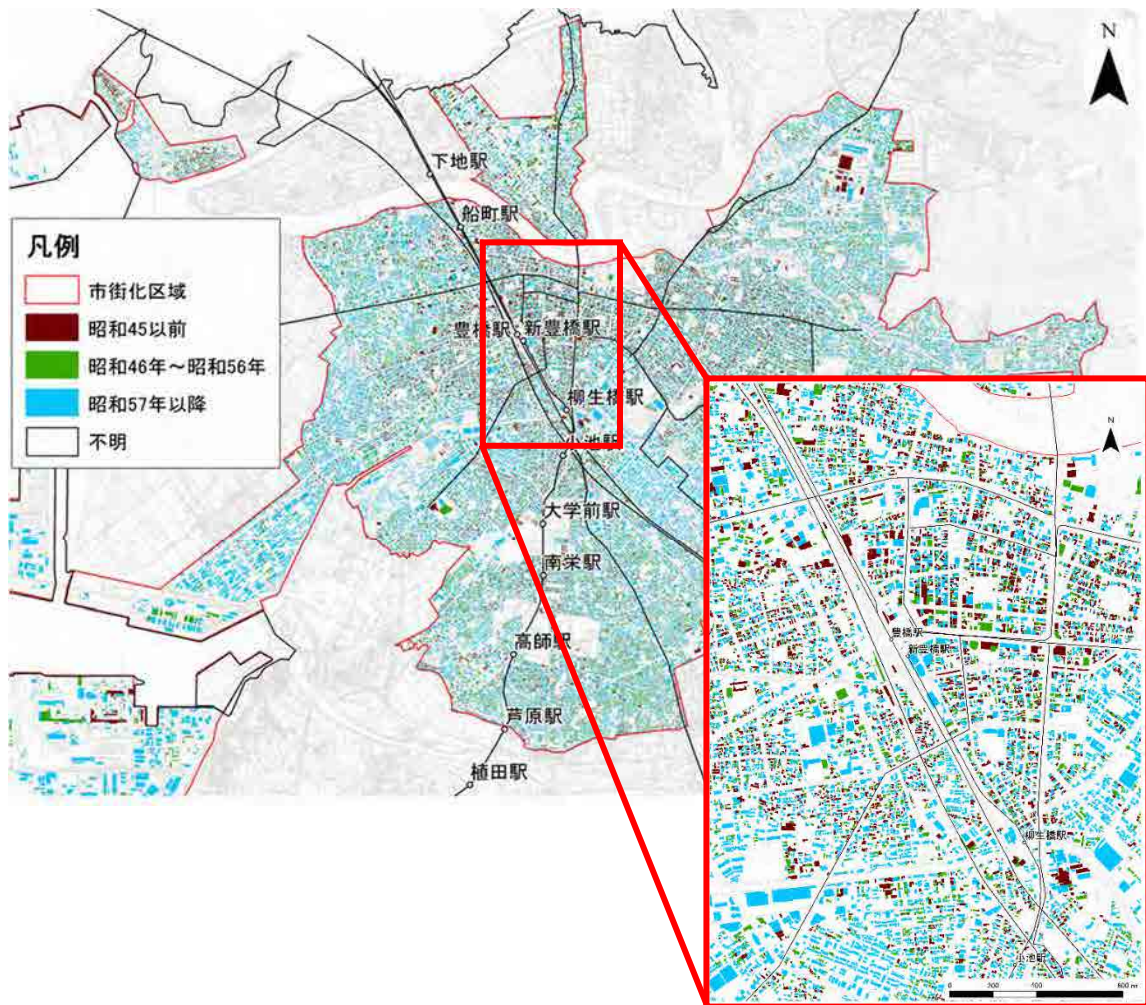 N
下地駅
船町駅
凡例
市街化区域
昭和45以前
昭和46年～昭和56年
昭和57年以降
不明
豊橋駅
新豊橋駅
柳生橋駅
小池駅
大学前駅
南栄駅
高師駅
芦原駅
植田駅
N
豊橋駅
新豊橋駅
柳生橋駅
小池駅
0 200 400 800 m